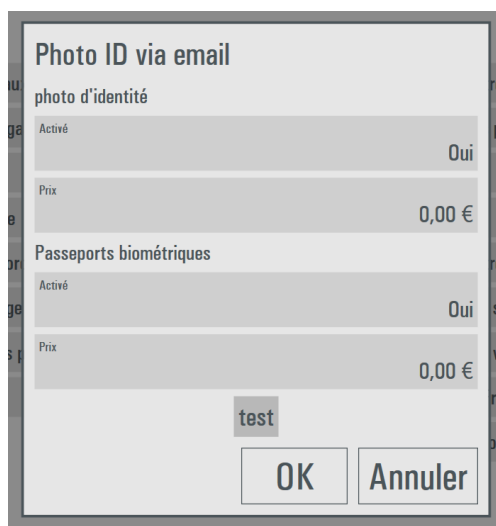 Photo ID via email
photo d'identité
Activé
Oui
Prix
0,00 €
Passeports biométriques
Activé
Oui
Prix
0,00 €
test
OK
Annuler